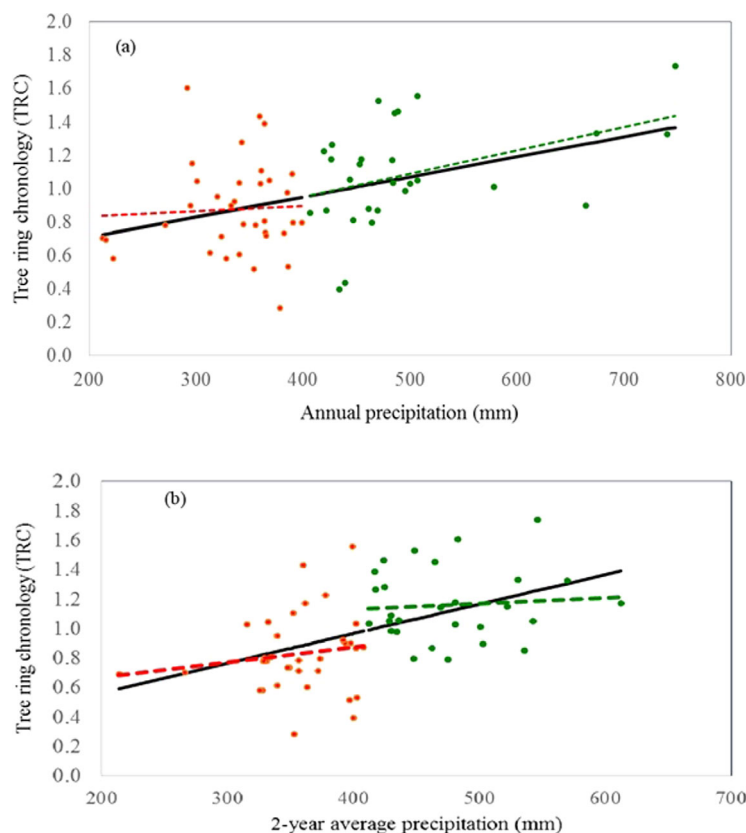 2.0
(a)
1.8
1.6
1.4
1.2
1.0
0.8
0.6
0.4
0.2
0.0
Tree ring chronology (TRC)
200 300 400 500 600 700 800
Annual precipitation (mm)
2.0
(b)
1.8
1.6
1.4
1.2
1.0
0.8
0.6
0.4
0.2
0.0
Tree ring chronology (TRC)
200 300 400 500 600 700
2-year average precipitation (mm)